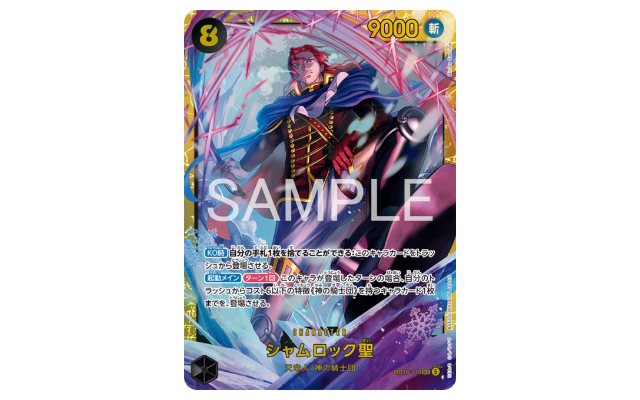 8
9000
斬
SAMPLE
KO時 自分の手札1枚を捨てることができる:このキャラカードをトラ
ッシュから登場させる。
起動メイン ターン1回 このキャラが登場したターンの場合、自分のト
ラッシュからコスト6以下の特徴《神の騎士団》を持つキャラカード1枚
までを、登場させる。
CHARACTER
シャムロック聖
天竜人/神の騎士団